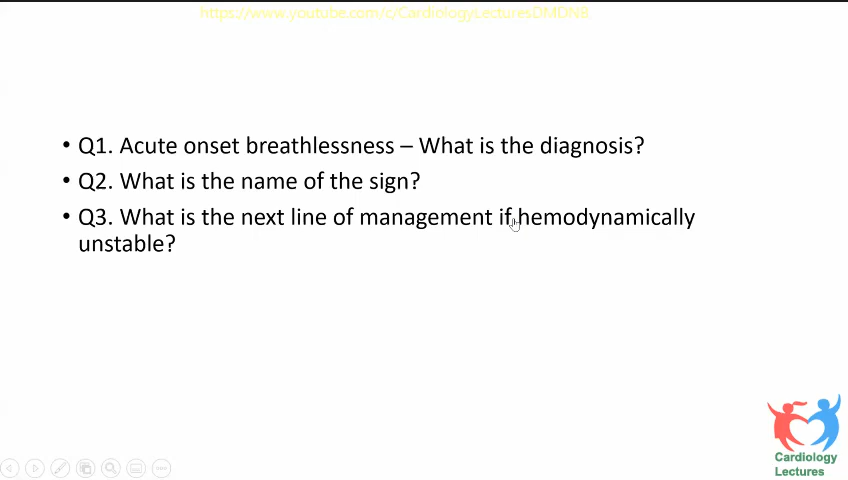 https://www.youtube.com/c/CardiologyLecturesDMDNB
• Q1. Acute onset breathlessness – What is the diagnosis?
• Q2. What is the name of the sign?
• Q3. What is the next line of management if hemodynamically
unstable?
Cardiology
Lectures